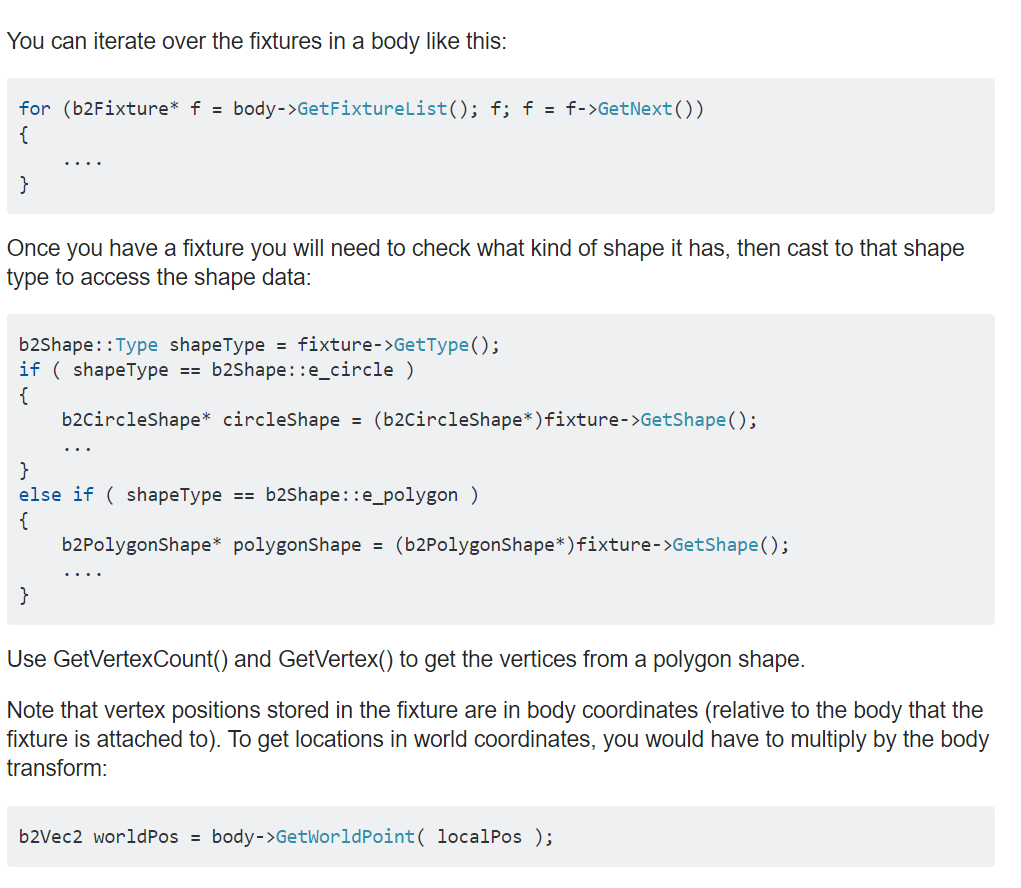 You can iterate over the fixtures in a body like this:
for (b2Fixture* f = body->GetFixtureList(); f; f = f->GetNext())
{
    ....
}
Once you have a fixture you will need to check what kind of shape it has, then cast to that shape
type to access the shape data:
b2Shape::Type shapeType = fixture->GetType();
if ( shapeType == b2Shape::e_circle )
{
    b2CircleShape* circleShape = (b2CircleShape*)fixture->GetShape();
    ...
}
else if ( shapeType == b2Shape::e_polygon )
{
    b2PolygonShape* polygonShape = (b2PolygonShape*)fixture->GetShape();
    ....
}
Use GetVertexCount() and GetVertex() to get the vertices from a polygon shape.
Note that vertex positions stored in the fixture are in body coordinates (relative to the body that the
fixture is attached to). To get locations in world coordinates, you would have to multiply by the body
transform:
b2Vec2 worldPos = body->GetWorldPoint( localPos );